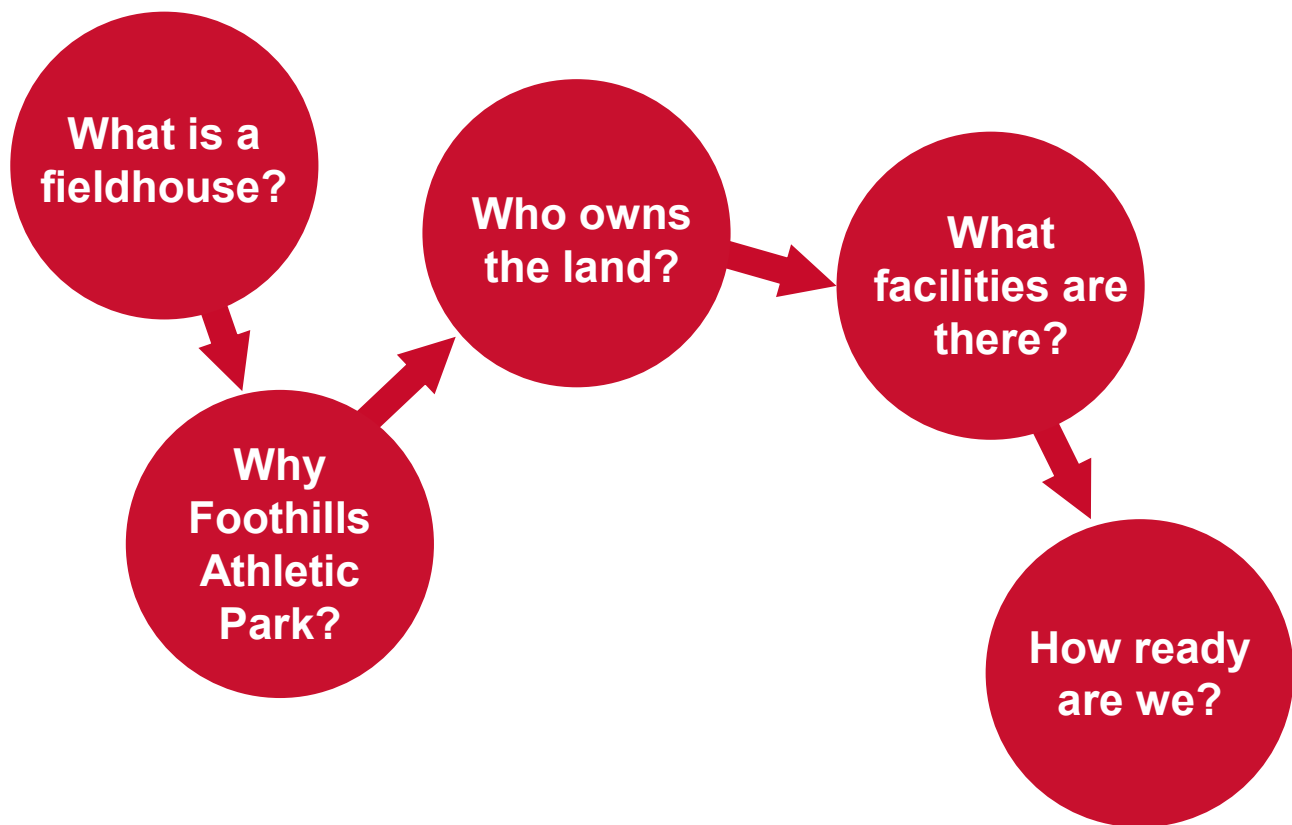 What is a
fieldhouse?
Why
Foothills
Athletic
Park?
Who owns
the land?
What
facilities are
there?
How ready
are we?